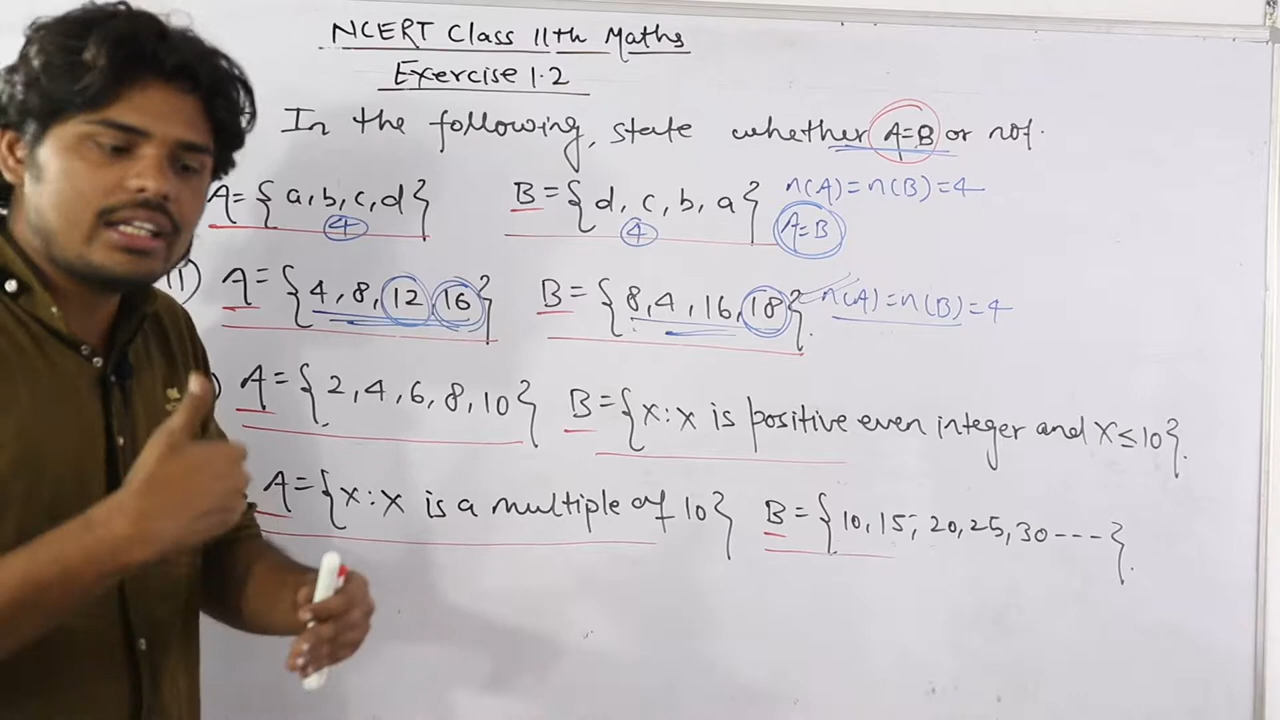 NCERT Class 11th Maths
Exercise 1.2
In the following, state whether A=B or not.
A={a,b,c,d} B={d,c,b,a} n(A)=n(B)=4
4 4 A=B
A={4,8,12,16} B={8,4,16,18}. n(A)=n(B)=4
A={2,4,6,8,10} B={x:x is positive even integer and x≤10}.
A={x:x is a multiple of 10} B={10,15,20,25,30----}.